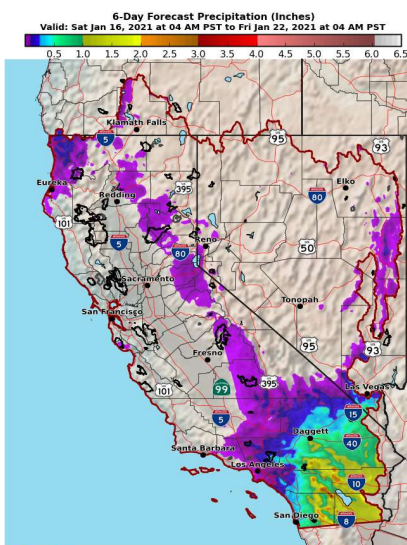 6-Day Forecast Precipitation (Inches)
Valid: Sat Jan 16, 2021 at 04 AM PST to Fri Jan 22, 2021 at 04 AM PST
0.5 1.0 1.5 2.0 2.5 3.0 3.5 4.0 4.5 5.0 5.5 6.0 6.5
Klamath Falls
5
95
93
Eureka
Redding
395
Elko
80
101
5
80
Reno
50
Sacramento
Tonopah
San Francisco
95
93
Fresno
101
99
395
Las Vegas
5
15
Daggett
40
Santa Barbara
Los Angeles
10
San Diego
8